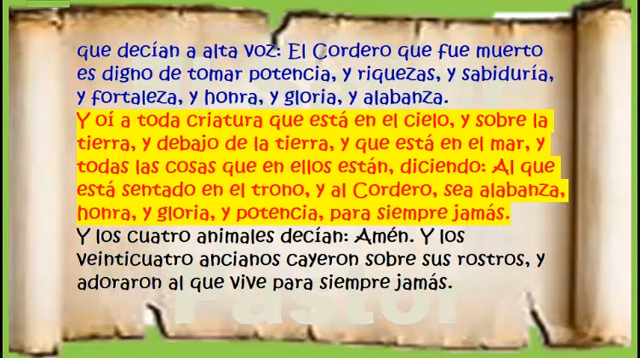 que decían a alta voz: El Cordero que fue muerto
es digno de tomar potencia, y riquezas, y sabiduría,
y fortaleza, y honra, y gloria, y alabanza.
Y oí a toda criatura que está en el cielo, y sobre la
tierra, y debajo de la tierra, y que está en el mar, y
todas las cosas que en ellos están, diciendo: Al que
está sentado en el trono, y al Cordero, sea alabanza,
honra, y gloria, y potencia, para siempre jamás.
Y los cuatro animales decían: Amén. Y los
veinticuatro ancianos cayeron sobre sus rostros, y
adoraron al que vive para siempre jamás.
Pastor